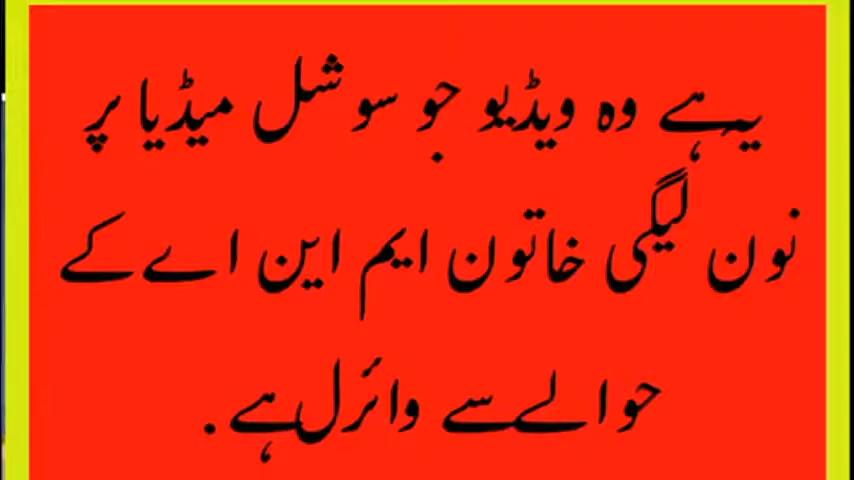 یہ ہے وہ ویڈیو جو سوشل میڈیا پر
نون لیگی خاتون ایم این اے کے
حوالے سے وائرل ہے.